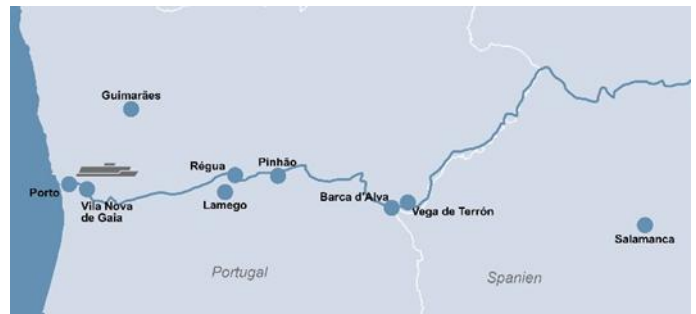 Guimarães
Régua
Pinhão
Porto
Vila Nova
de Gaia
Lamego
Barca d'Alva
Vega de Terrón
Salamanca
Portugal
Spanien